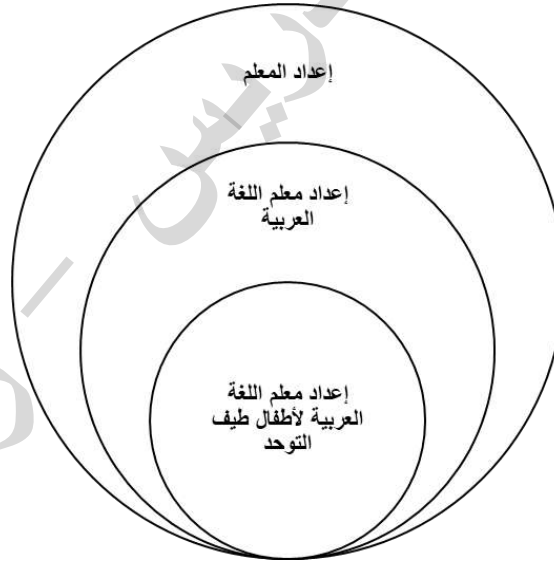 إعداد المعلم
إعداد معلم اللغة
العربية
إعداد معلم اللغة
العربية لأطفال طيف
التوحد